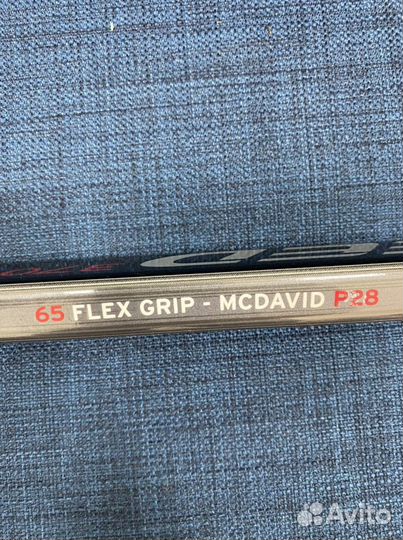 65 FLEX GRIP - MCDAVID P28
Avito